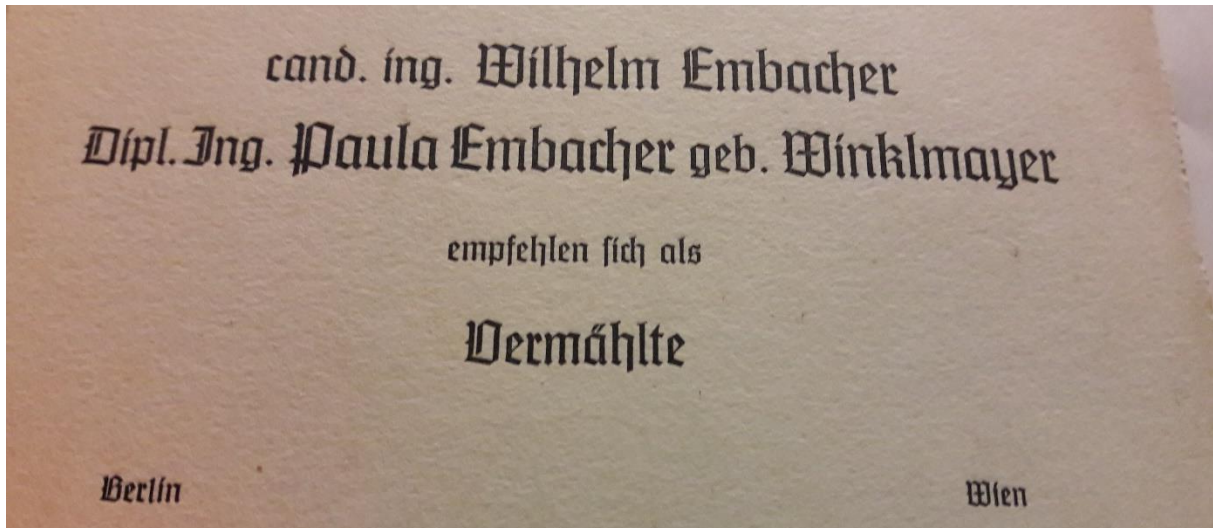 cand. ing. Wilhelm Embacher
Dipl. Ing. Paula Embacher geb. Winklmayer
empfehlen ſich als
Vermählte
Berlin Wien